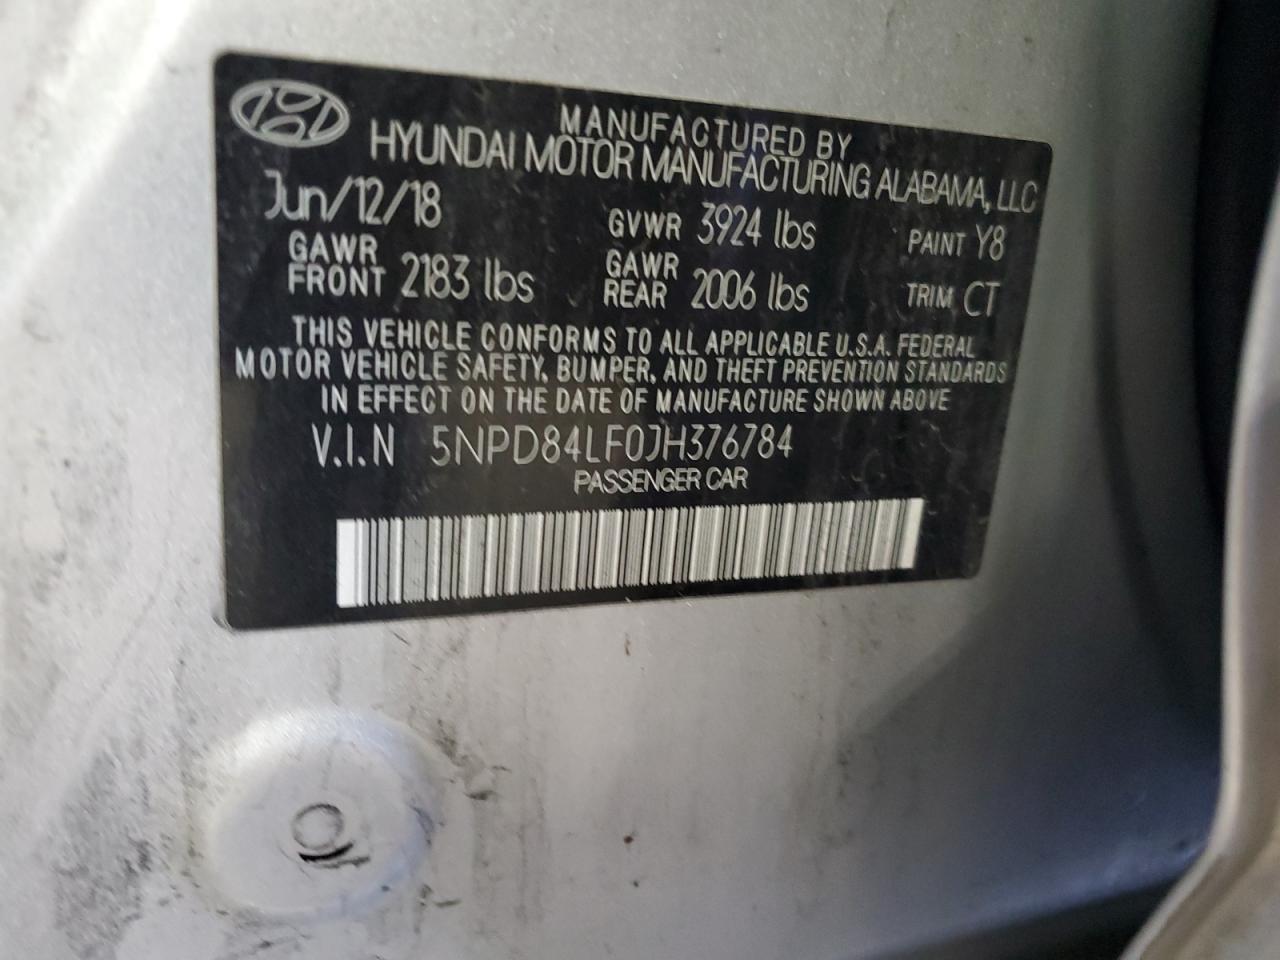 MANUFACTURED BY
HYUNDAI MOTOR MANUFACTURING ALABAMA, LLC
Jun/12/18 GVWR 3924 lbs PAINT Y8
GAWR FRONT 2183 lbs GAWR REAR 2006 lbs TRIM CT
THIS VEHICLE CONFORMS TO ALL APPLICABLE U.S.A. FEDERAL
MOTOR VEHICLE SAFETY, BUMPER, AND THEFT PREVENTION STANDARDS
IN EFFECT ON THE DATE OF MANUFACTURE SHOWN ABOVE
V.I.N 5NPD84LF0JH376784
PASSENGER CAR